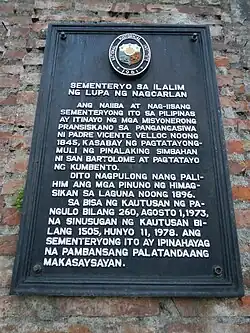 SEMENTERYO SA ILALIM
NG LUPA NG NAGCARLAN
ANG NAIIBA AT NAG-IISANG
SEMENTERYONG ITO SA PILIPINAS
AY ITINAYO NG MGA MISYONERONG
PRANSISKANO SA PANGANGASIWA
NI PADRE VICENTE VELLOC NOONG
1845, KASABAY NG PAGTATAYONG-
MULI NG PINALAKING SIMBAHAN
NI SAN BARTOLOME AT PAGTATAYO
NG KUMBENTO.
DITO NAGPULONG NANG PALI-
HIM ANG MGA PINUNO NG HIMAG-
SIKAN SA LAGUNA NOONG 1896.
SA BISA NG KAUTUSAN NG PA-
NGULO BILANG 260, AGOSTO 1, 1973,
NA SINUSUGAN NG KAUTUSAN BI-
LANG 1505, HUNYO 11, 1978. ANG
SEMENTERYONG ITO AY IPINAHAYAG
NA PAMBANSANG PALATANDAANG
MAKASAYSAYAN.